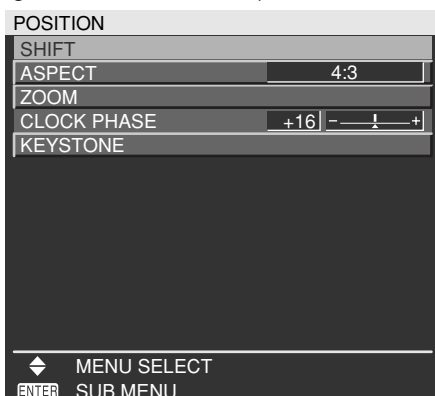 POSITION
SHIFT
ASPECT 4:3
ZOOM
CLOCK PHASE +16 - +
KEYSTONE
MENU SELECT
ENTER SUB MENU